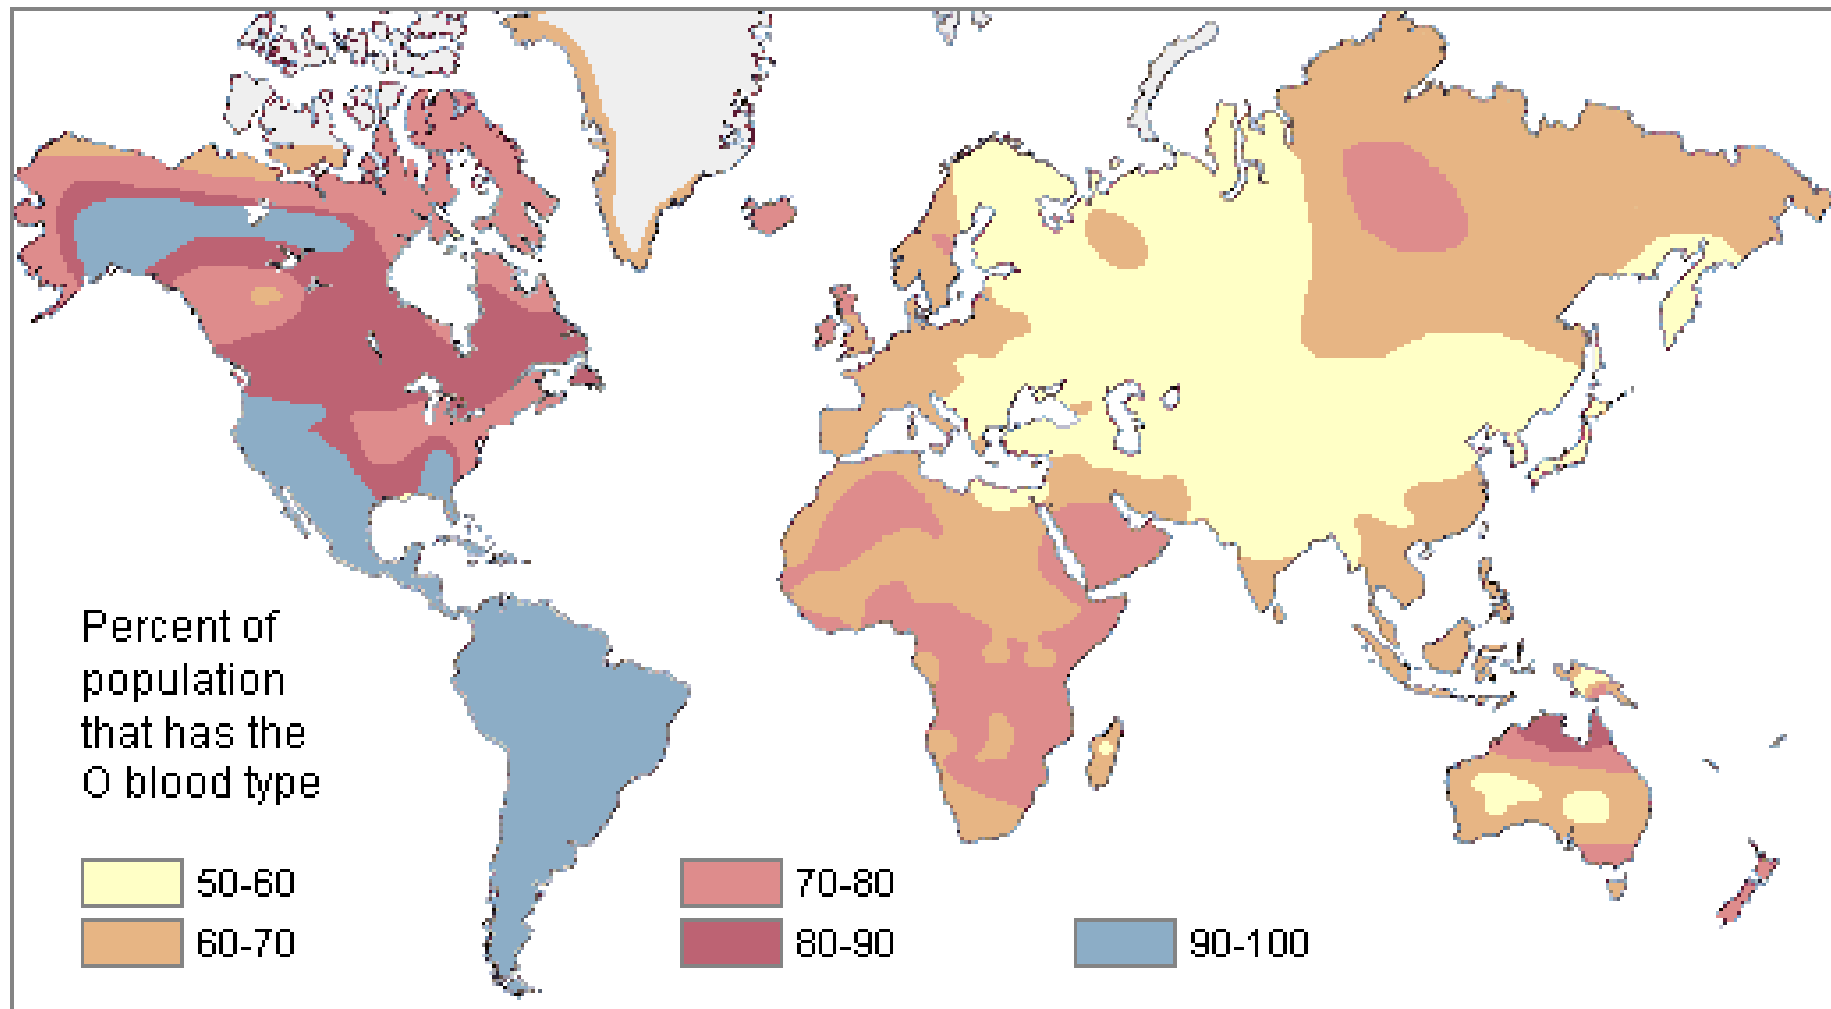 Percent of
population
that has the
O blood type
50-60
60-70
70-80
80-90
90-100